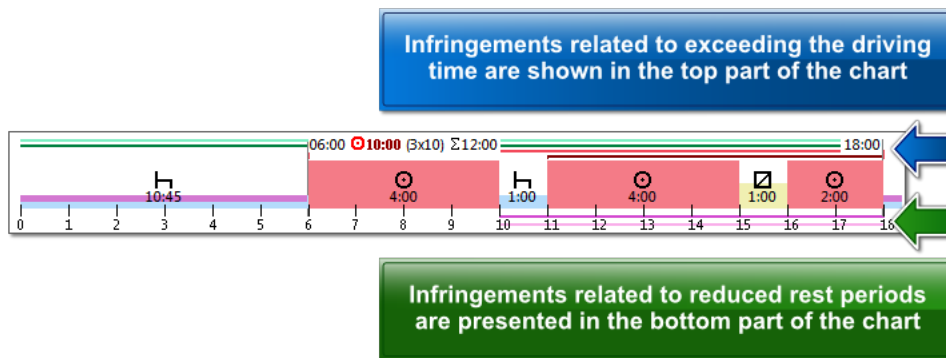 Infringements related to exceeding the driving
time are shown in the top part of the chart
06:00 10:00 (3x10) Σ12:00 18:00
10:45 4:00 1:00 4:00 1:00 2:00
0 1 2 3 4 5 6 7 8 9 10 11 12 13 14 15 16 17 18
Infringements related to reduced rest periods
are presented in the bottom part of the chart